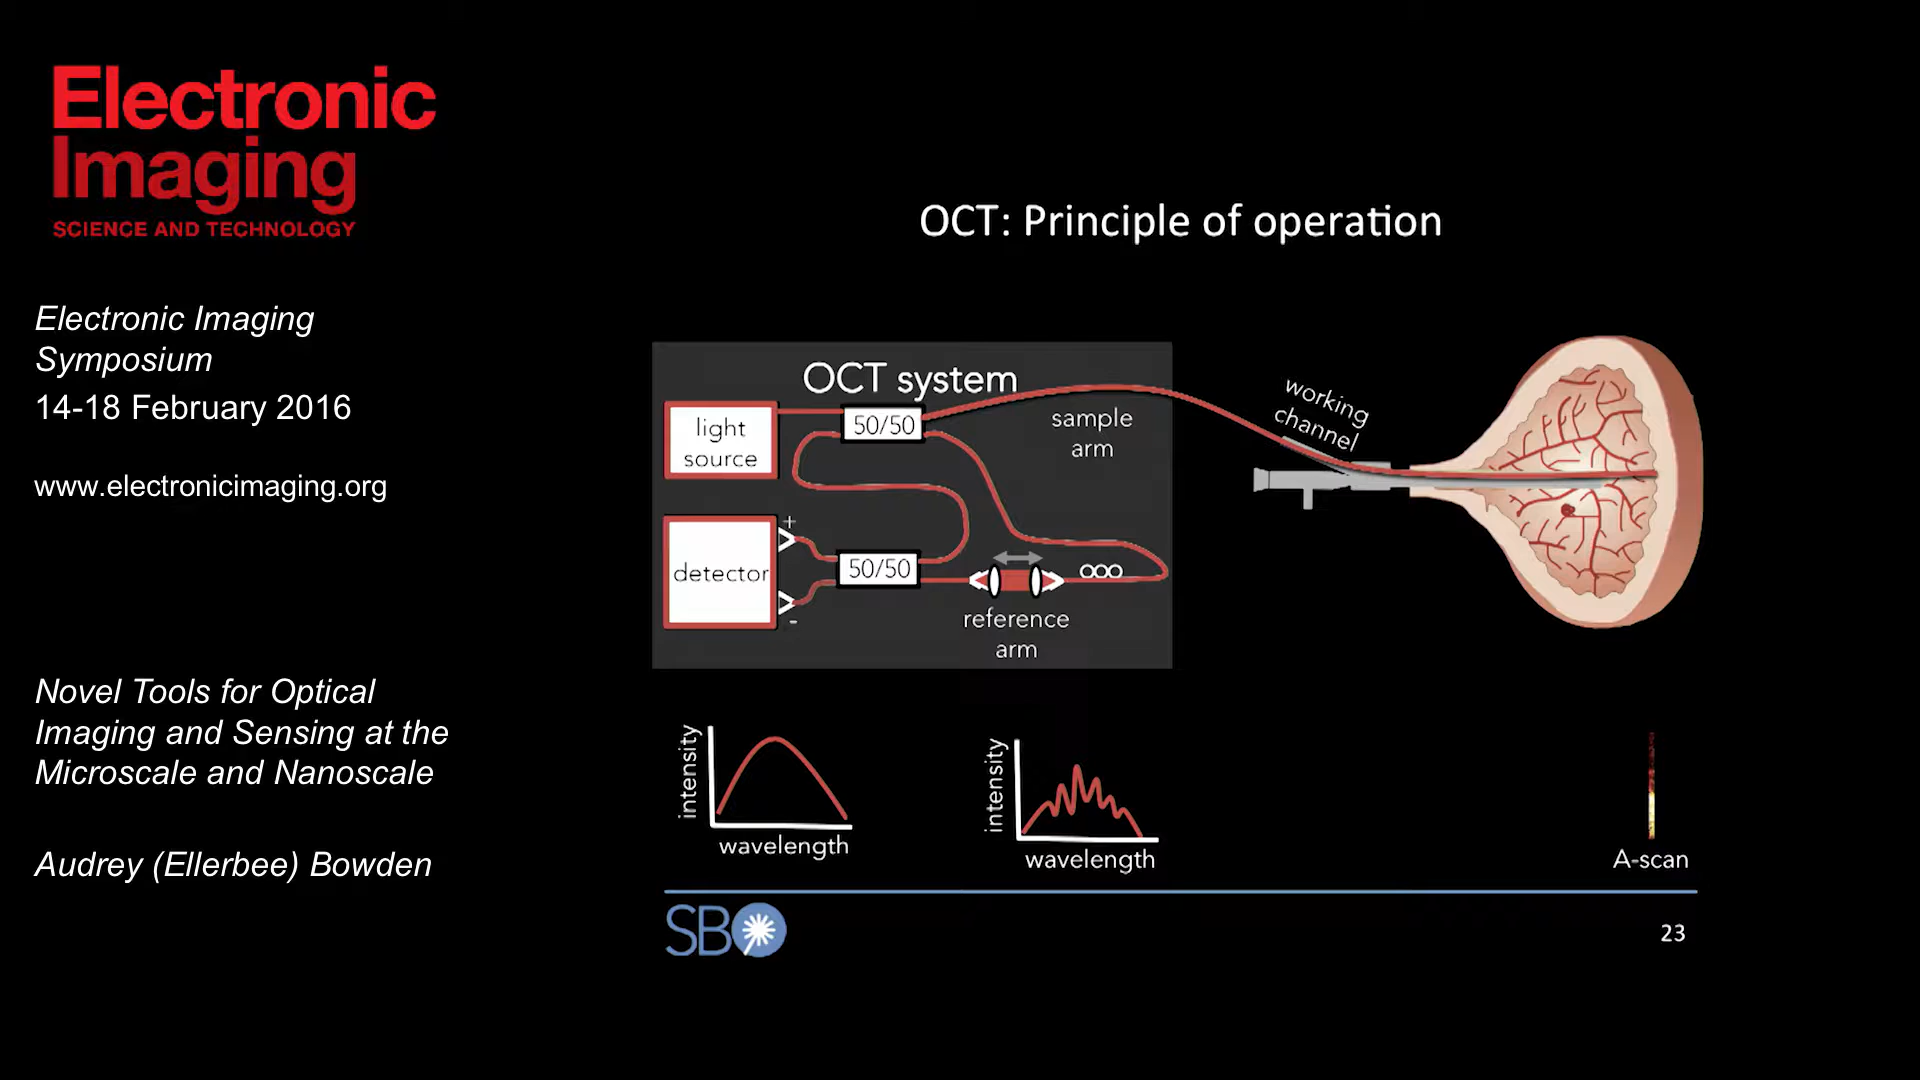 Electronic
Imaging
SCIENCE AND TECHNOLOGY
Electronic Imaging
Symposium
14-18 February 2016
www.electronicimaging.org
Novel Tools for Optical
Imaging and Sensing at the
Microscale and Nanoscale
Audrey (Ellerbee) Bowden
OCT: Principle of operation
OCT system
light
source
50/50
sample
arm
working
channel
+
detector
50/50
-
reference
arm
intensity
wavelength
intensity
wavelength
A-scan
SBO
23